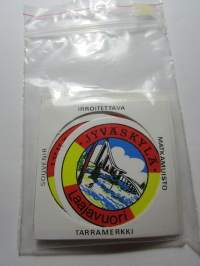 IRROITETTAVA
SOUVENIR
MATKAMUISTO
JYVÄSKYLÄ
Laajavuori
TARRAMERKKI